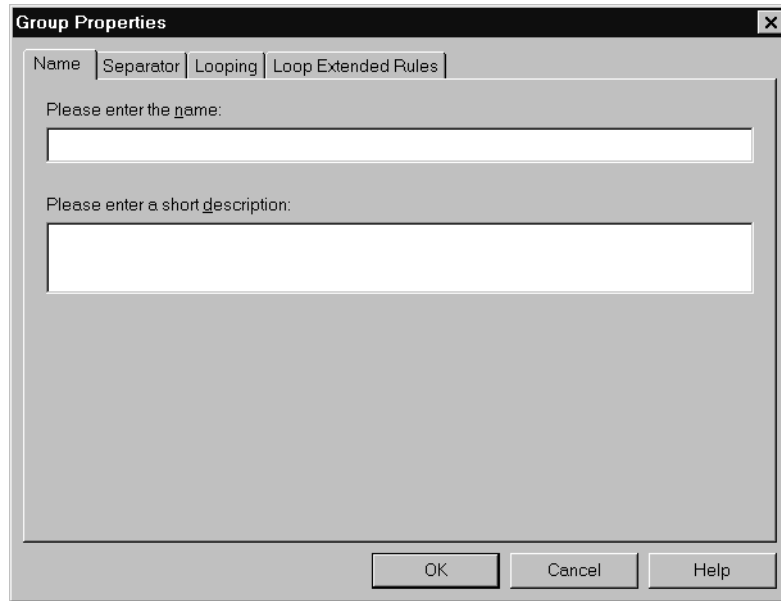 Group Properties
Name Separator Looping Loop Extended Rules
Please enter the name:
Please enter a short description:
OK Cancel Help